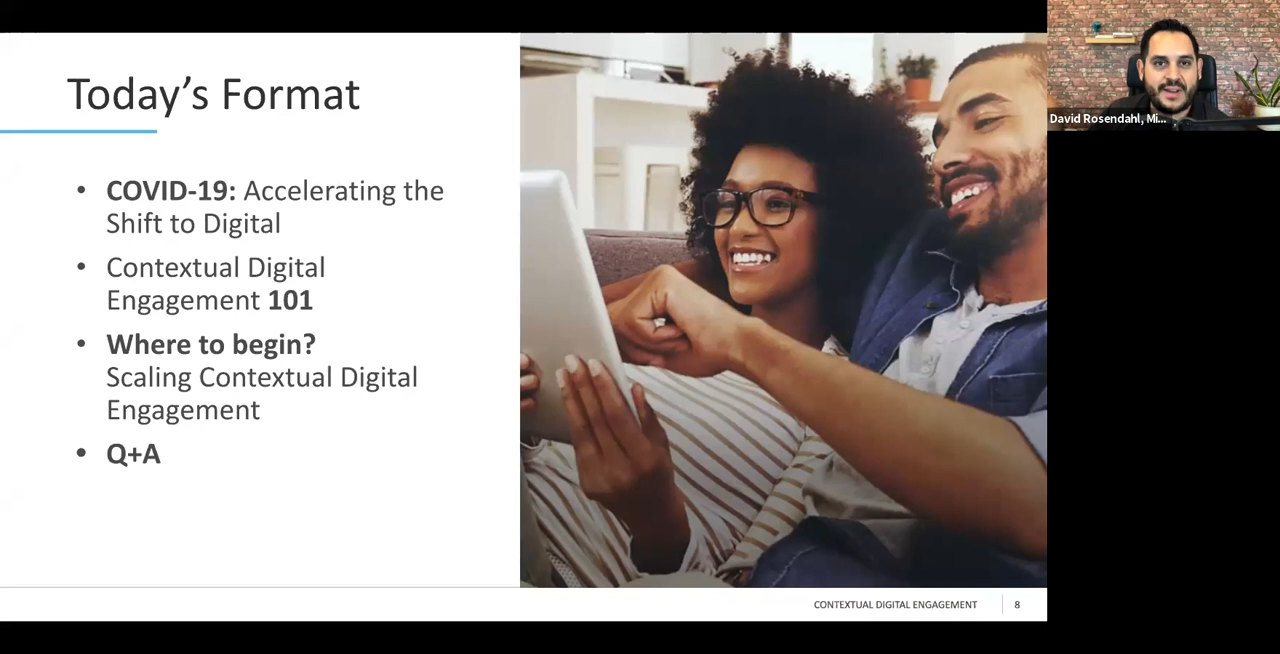 Today's Format
• COVID-19: Accelerating the
Shift to Digital
• Contextual Digital
Engagement 101
• Where to begin?
Scaling Contextual Digital
Engagement
• Q+A
CONTEXTUAL DIGITAL ENGAGEMENT
8
David Rosendahl, Mi...